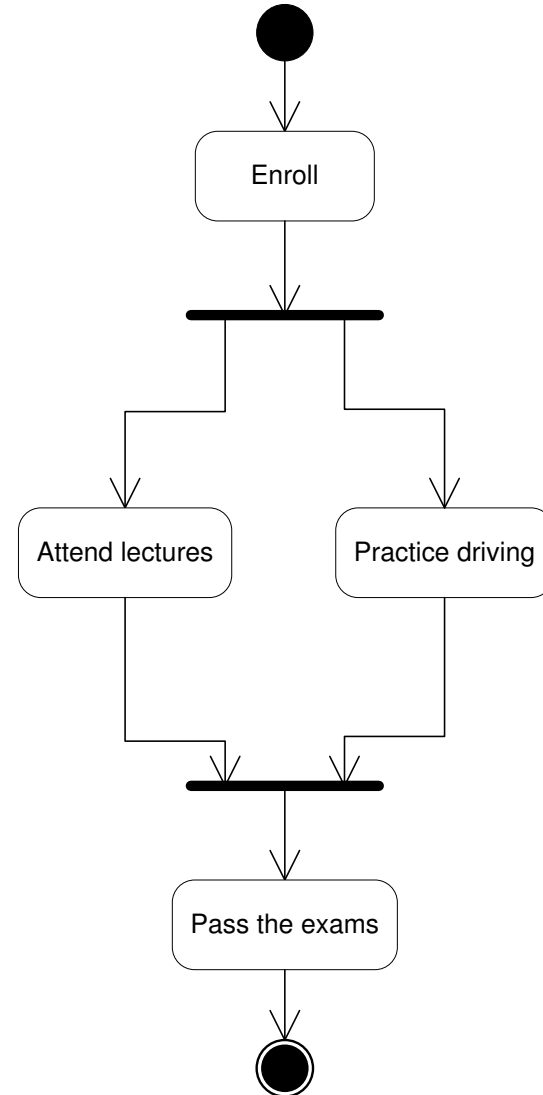 Enroll
Attend lectures
Practice driving
Pass the exams